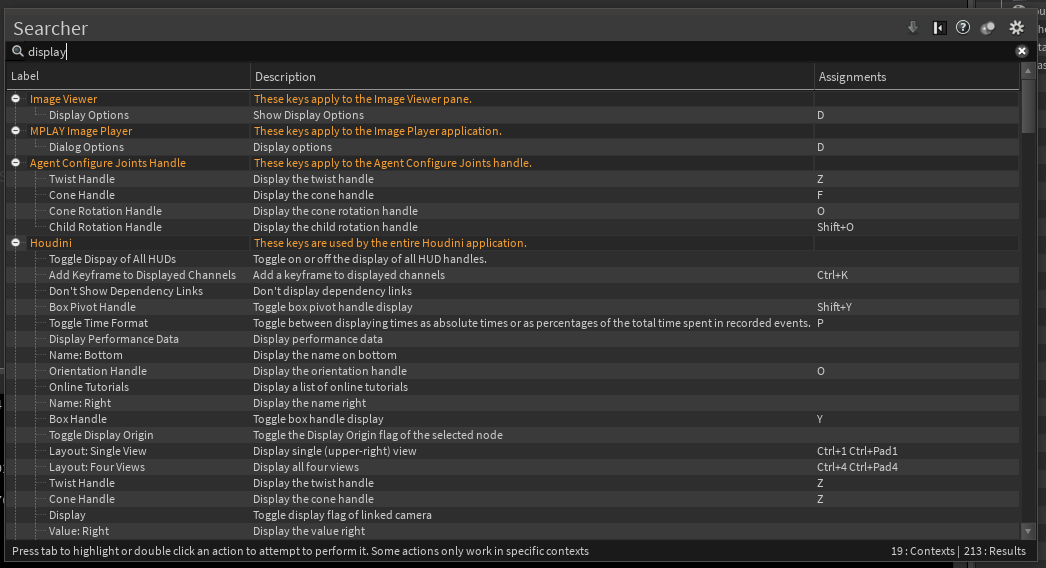 Searcher
display
Label Description Assignments
Image Viewer These keys apply to the Image Viewer pane.
Display Options Show Display Options D
MPLAY Image Player These keys apply to the Image Player application.
Dialog Options Display options D
Agent Configure Joints Handle These keys apply to the Agent Configure Joints handle.
Twist Handle Display the twist handle Z
Cone Handle Display the cone handle F
Cone Rotation Handle Display the cone rotation handle O
Child Rotation Handle Display the child rotation handle Shift+O
Houdini These keys are used by the entire Houdini application.
Toggle Dispay of All HUDs Toggle on or off the display of all HUD handles.
Add Keyframe to Displayed Channels Add a keyframe to displayed channels Ctrl+K
Don't Show Dependency Links Don't display dependency links
Box Pivot Handle Toggle box pivot handle display Shift+Y
Toggle Time Format Toggle between displaying times as absolute times or as percentages of the total time spent in recorded events. P
Display Performance Data Display performance data
Name: Bottom Display the name on bottom
Orientation Handle Display the orientation handle O
Online Tutorials Display a list of online tutorials
Name: Right Display the name right
Box Handle Toggle box handle display Y
Toggle Display Origin Toggle the Display Origin flag of the selected node
Layout: Single View Display single (upper-right) view Ctrl+1 Ctrl+Pad1
Layout: Four Views Display all four views Ctrl+4 Ctrl+Pad4
Twist Handle Display the twist handle Z
Cone Handle Display the cone handle Z
Display Toggle display flag of linked camera
Value: Right Display the value right
Press tab to highlight or double click an action to attempt to perform it. Some actions only work in specific contexts 19 : Contexts | 213 : Results